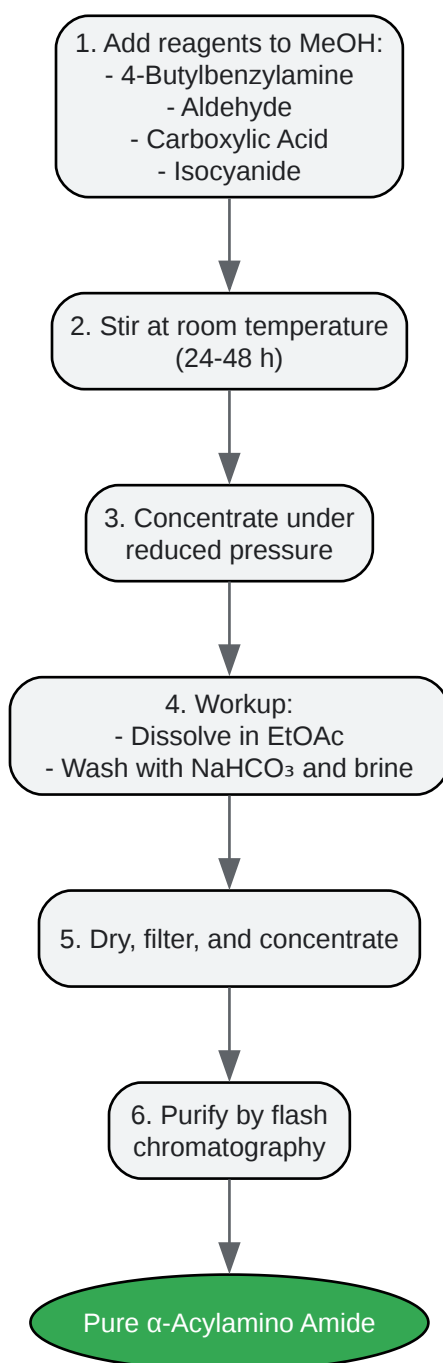 1. Add reagents to MeOH:
- 4-Butylbenzylamine
- Aldehyde
- Carboxylic Acid
- Isocyanide
2. Stir at room temperature
(24-48 h)
3. Concentrate under
reduced pressure
4. Workup:
- Dissolve in EtOAc
- Wash with NaHCO₃ and brine
5. Dry, filter, and concentrate
6. Purify by flash
chromatography
Pure α-Acylamino Amide